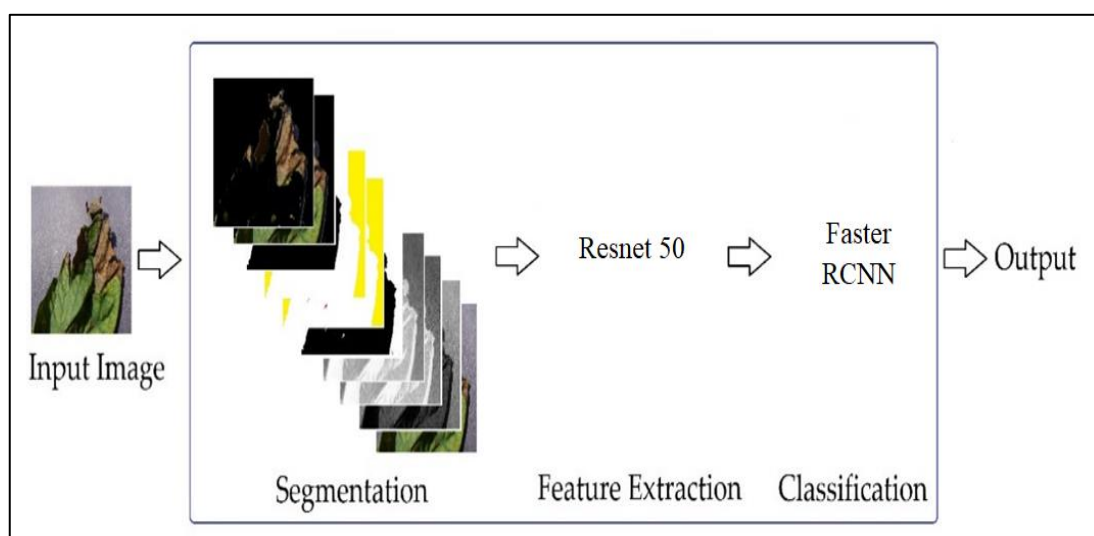 Resnet 50
Faster
RCNN
Output
Input Image
Segmentation
Feature Extraction
Classification